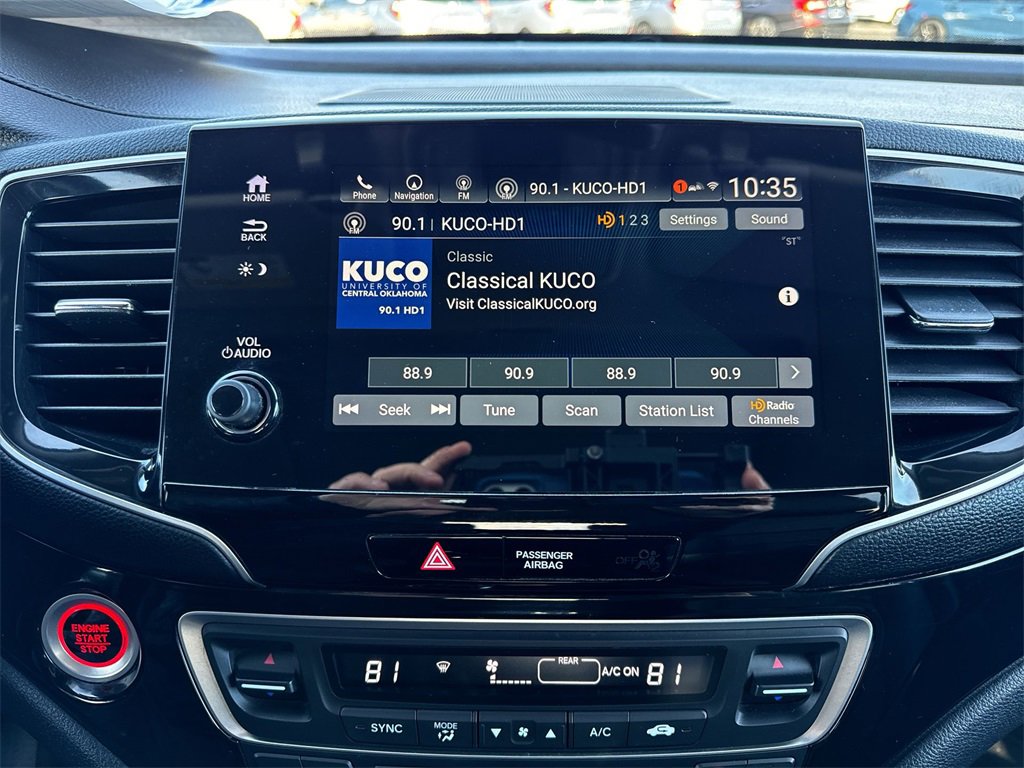 HOME
BACK
VOL
AUDIO
Phone
Navigation
FM
FM
90.1 - KUCO-HD1
1
10:35
FM
90.1 | KUCO-HD1
HD 1 2 3
Settings
Sound
"ST"
KUCO
UNIVERSITY OF
CENTRAL OKLAHOMA
90.1 HD1
Classic
Classical KUCO
Visit ClassicalKUCO.org
i
88.9
90.9
88.9
90.9
Seek
Tune
Scan
Station List
HD Radio
Channels
PASSENGER
AIRBAG
OFF
ENGINE
START
STOP
81
REAR
A/C ON
81
SYNC
MODE
A/C